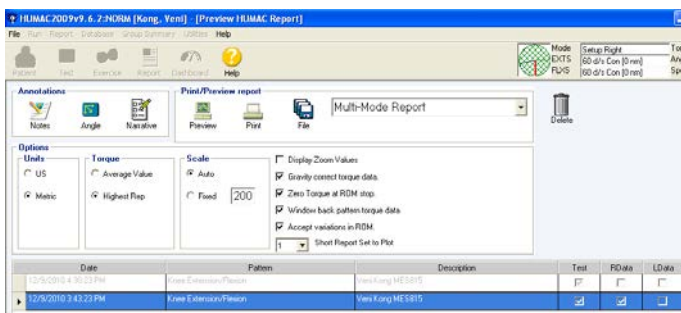 HUMAC2009v9.6.2:NORM [Kong, Veni] - [Preview HUMAC Report]
File Run Report Database Group Summary Utilities Help
Patient Test Exercise Report Dashboard Help
Mode Setup Right
EXTS 60 d/s Con [0 nm]
FLXS 60 d/s Con [0 nm]
Annotations
Notes Angle Narrative
Print/Preview report
Preview Print File
Multi-Mode Report
Delete
Options
Units
US
Metric
Torque
Average Value
Highest Rep
Scale
Auto
Fixed 200
Display Zoom Values
Gravity correct torque data.
Zero Torque at ROM stop.
Window back pattern torque data.
Accept variations in ROM.
1 Short Report Set to Plot
Date Pattern Description Test RData LData
12/9/2010 4:30:23 PM Knee Extension/Flexion Veni Kong MES815
12/9/2010 3:43:23 PM Knee Extension/Flexion Veni Kong MES815